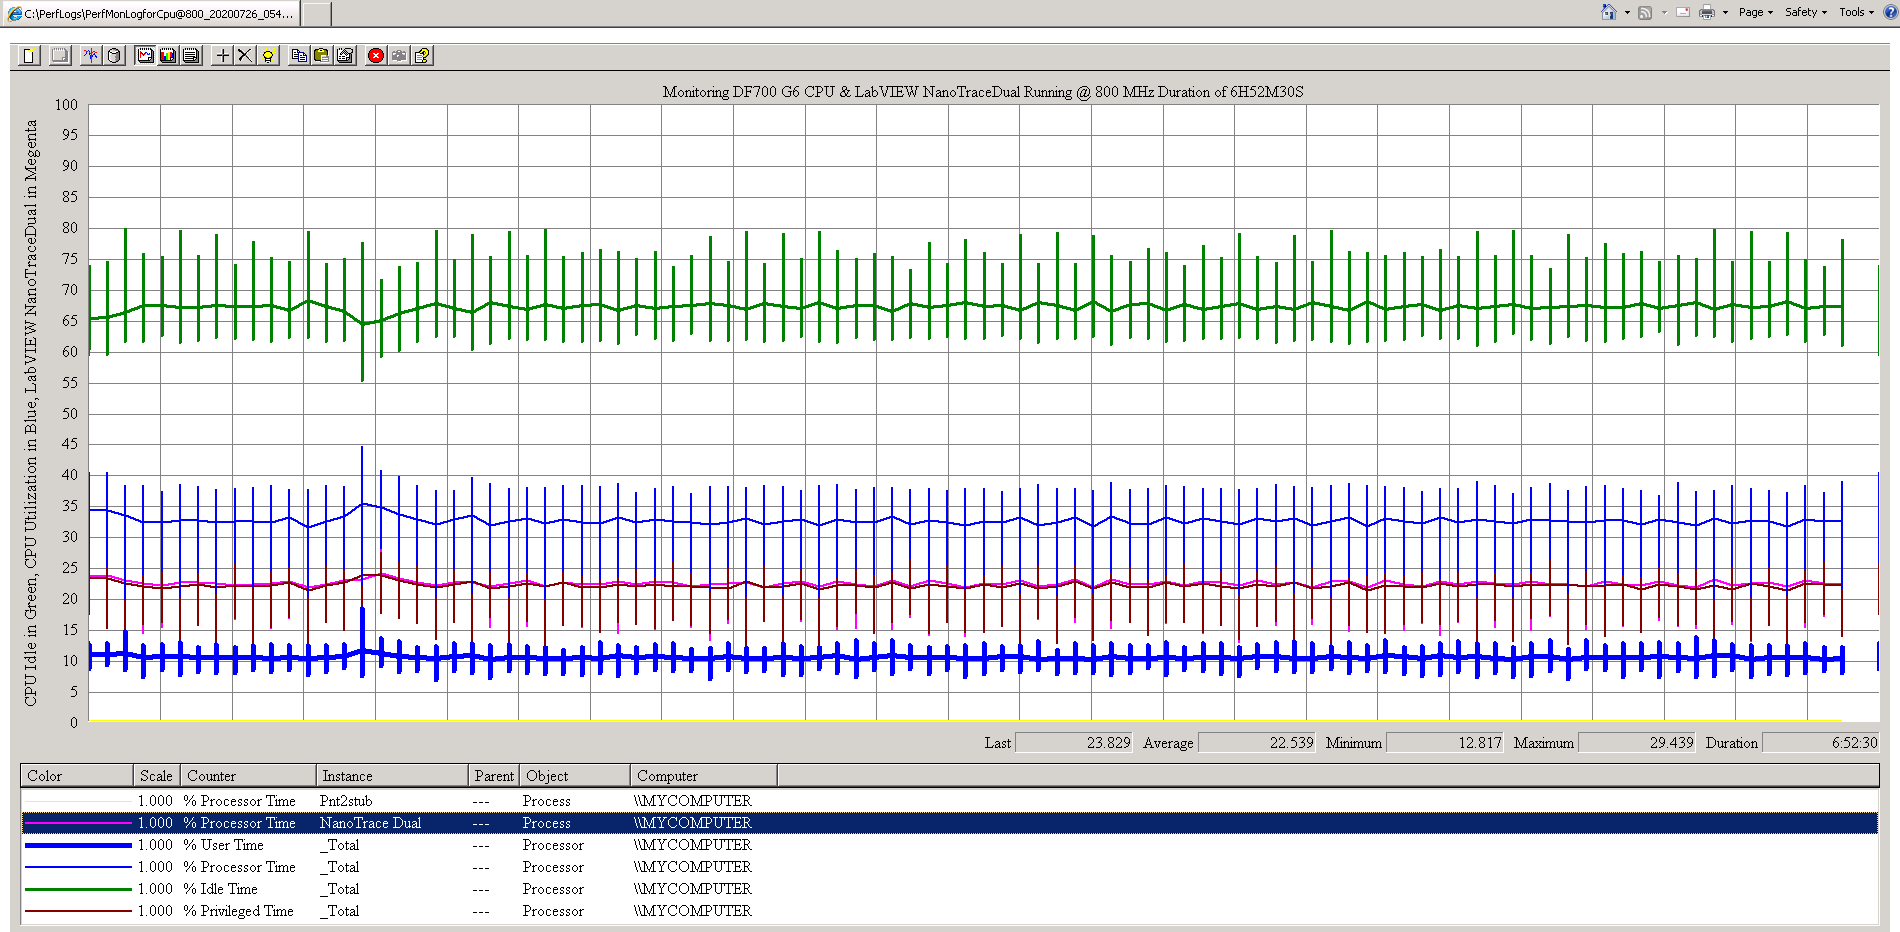 C:\PerfLogs\PerfMonLogforCpu@800_20200726_054...
Page Safety Tools
Monitoring DF700 G6 CPU & LabVIEW NanoTraceDual Running @ 800 MHz Duration of 6H52M30S
CPU Idle in Green, CPU Utilization in Blue, LabVIEW NanoTraceDual in Megenta
100
95
90
85
80
75
70
65
60
55
50
45
40
35
30
25
20
15
10
5
0
Last 23.829 Average 22.539 Minimum 12.817 Maximum 29.439 Duration 6:52:30
Color Scale Counter Instance Parent Object Computer
1.000 % Processor Time Pnt2stub --- Process \\MYCOMPUTER
1.000 % Processor Time NanoTrace Dual --- Process \\MYCOMPUTER
1.000 % User Time _Total --- Processor \\MYCOMPUTER
1.000 % Processor Time _Total --- Processor \\MYCOMPUTER
1.000 % Idle Time _Total --- Processor \\MYCOMPUTER
1.000 % Privileged Time _Total --- Processor \\MYCOMPUTER